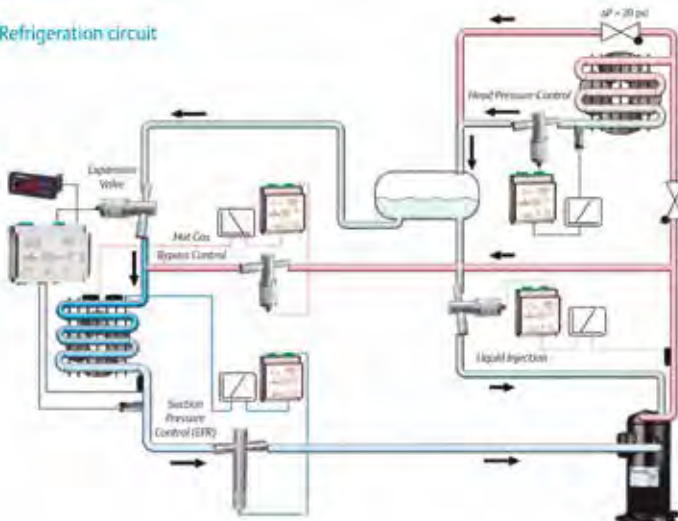 Refrigeration circuit
ΔP = 20 psi
Head Pressure Control
Expansion
Valve
Hot Gas
Bypass Control
Liquid Injection
Suction
Pressure
Control (EPR)